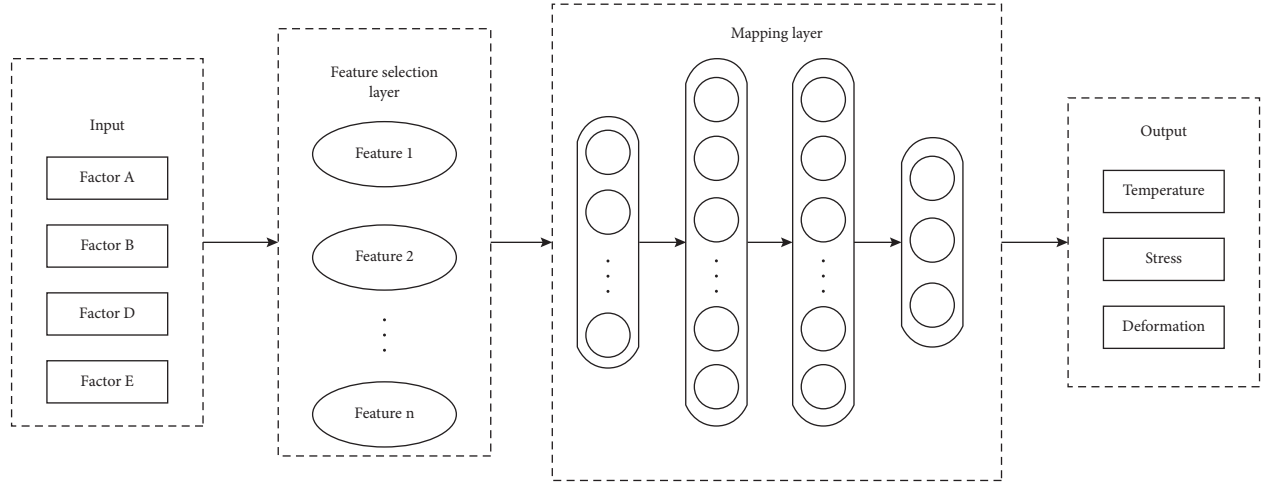 Input
Factor A
Factor B
Factor D
Factor E
Feature selection
layer
Feature 1
Feature 2
Feature n
Mapping layer
Output
Temperature
Stress
Deformation